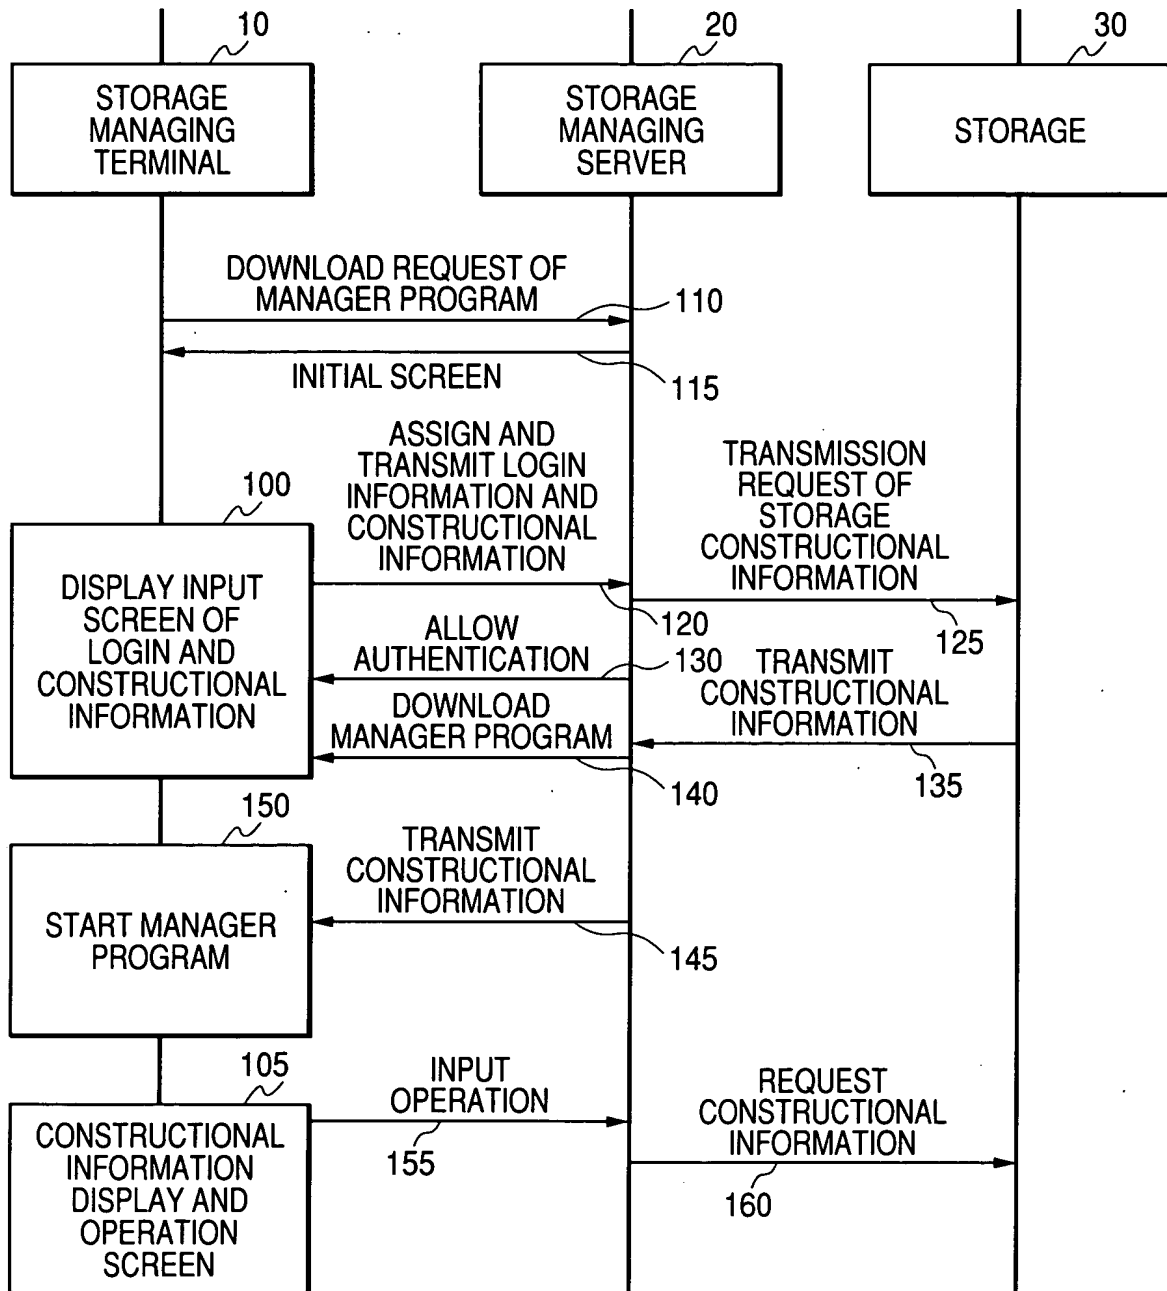 10
20
30
STORAGE
MANAGING
TERMINAL
STORAGE
MANAGING
SERVER
STORAGE
DOWNLOAD REQUEST OF
MANAGER PROGRAM
110
INITIAL SCREEN
115
ASSIGN AND
TRANSMIT LOGIN
INFORMATION AND
CONSTRUCTIONAL
INFORMATION
120
TRANSMISSION
REQUEST OF
STORAGE
CONSTRUCTIONAL
INFORMATION
125
100
DISPLAY INPUT
SCREEN OF
LOGIN AND
CONSTRUCTIONAL
INFORMATION
ALLOW
AUTHENTICATION
130
TRANSMIT
CONSTRUCTIONAL
INFORMATION
135
DOWNLOAD
MANAGER PROGRAM
140
150
START MANAGER
PROGRAM
TRANSMIT
CONSTRUCTIONAL
INFORMATION
145
105
CONSTRUCTIONAL
INFORMATION
DISPLAY AND
OPERATION
SCREEN
INPUT
OPERATION
155
REQUEST
CONSTRUCTIONAL
INFORMATION
160